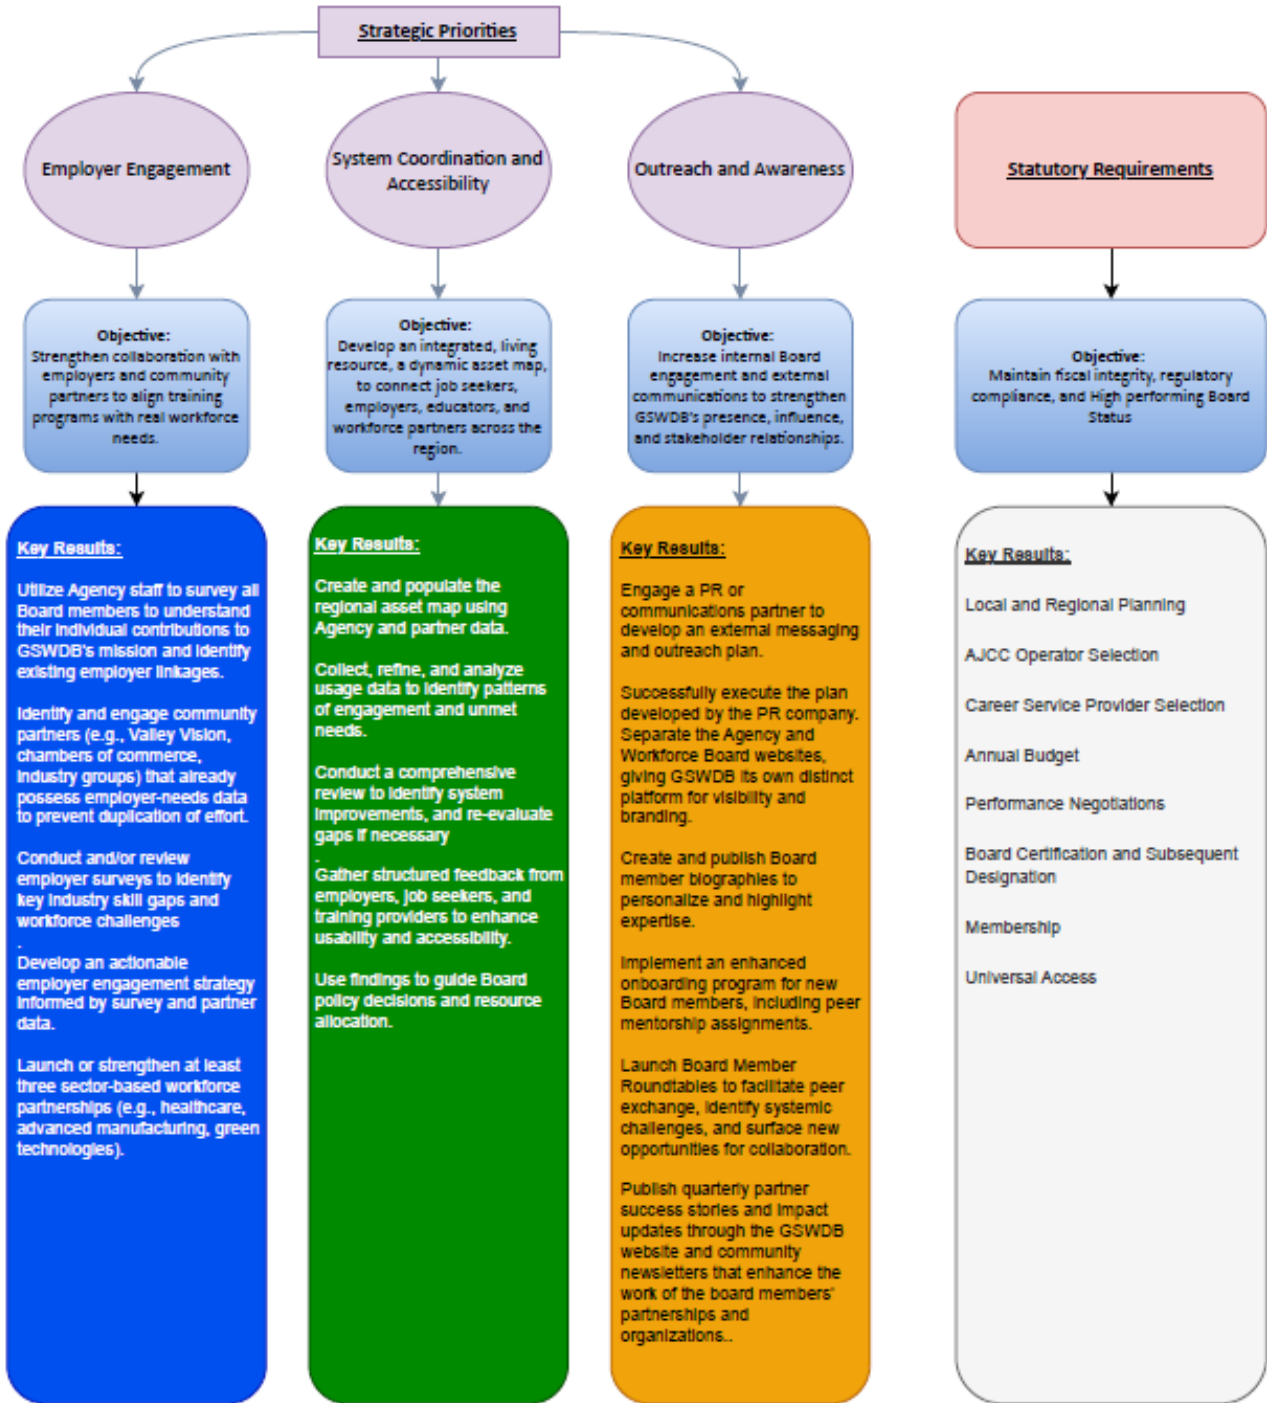 Strategic Priorities
Employer Engagement
System Coordination and
Accessibility
Outreach and Awareness
Statutory Requirements
Objective:
Strengthen collaboration with
employers and community
partners to align training
programs with real workforce
needs.
Objective:
Develop an integrated, living
resource, a dynamic asset map,
to connect job seekers,
employers, educators, and
workforce partners across the
region.
Objective:
Increase internal Board
engagement and external
communications to strengthen
GSWDB's presence, influence,
and stakeholder relationships.
Objective:
Maintain fiscal integrity, regulatory
compliance, and High performing Board
Status
Key Results:
Utilize Agency staff to survey all
Board members to understand
their individual contributions to
GSWDB's mission and identify
existing employer linkages.
Identify and engage community
partners (e.g., Valley Vision,
chambers of commerce,
industry groups) that already
possess employer-needs data
to prevent duplication of effort.
Conduct and/or review
employer surveys to identify
key industry skill gaps and
workforce challenges
.
Develop an actionable
employer engagement strategy
informed by survey and partner
data.
Launch or strengthen at least
three sector-based workforce
partnerships (e.g., healthcare,
advanced manufacturing, green
technologies).
Key Results:
Create and populate the
regional asset map using
Agency and partner data.
Collect, refine, and analyze
usage data to identify patterns
of engagement and unmet
needs.
Conduct a comprehensive
review to identify system
improvements, and re-evaluate
gaps if necessary
.
Gather structured feedback from
employers, job seekers, and
training providers to enhance
usability and accessibility.
Use findings to guide Board
policy decisions and resource
allocation.
Key Results:
Engage a PR or
communications partner to
develop an external messaging
and outreach plan.
Successfully execute the plan
developed by the PR company.
Separate the Agency and
Workforce Board websites,
giving GSWDB its own distinct
platform for visibility and
branding.
Create and publish Board
member biographies to
personalize and highlight
expertise.
Implement an enhanced
onboarding program for new
Board members, including peer
mentorship assignments.
Launch Board Member
Roundtables to facilitate peer
exchange, identify systemic
challenges, and surface new
opportunities for collaboration.
Publish quarterly partner
success stories and impact
updates through the GSWDB
website and community
newsletters that enhance the
work of the board members'
partnerships and
organizations..
Key Results:
Local and Regional Planning
AJCC Operator Selection
Career Service Provider Selection
Annual Budget
Performance Negotiations
Board Certification and Subsequent
Designation
Membership
Universal Access